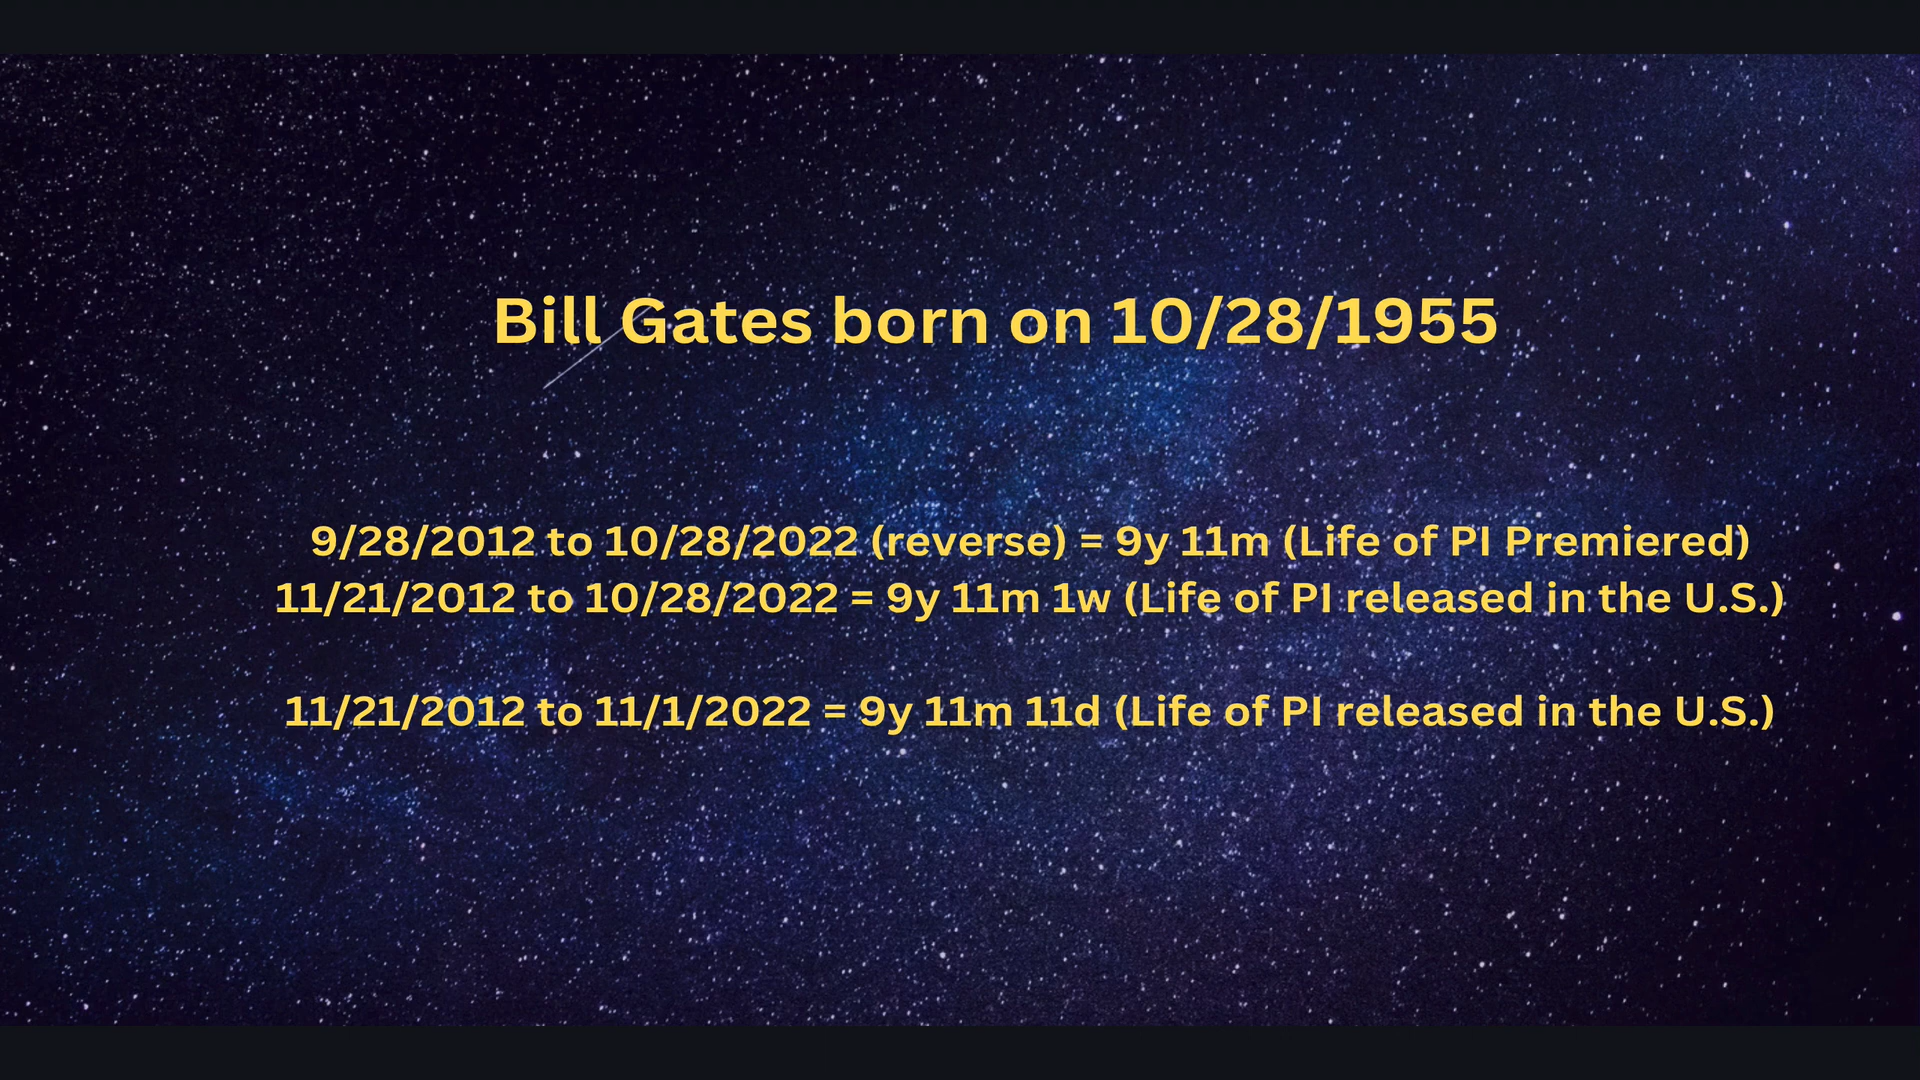 Bill Gates born on 10/28/1955
9/28/2012 to 10/28/2022 (reverse) = 9y 11m (Life of PI Premiered)
11/21/2012 to 10/28/2022 = 9y 11m 1w (Life of PI released in the U.S.)
11/21/2012 to 11/1/2022 = 9y 11m 11d (Life of PI released in the U.S.)